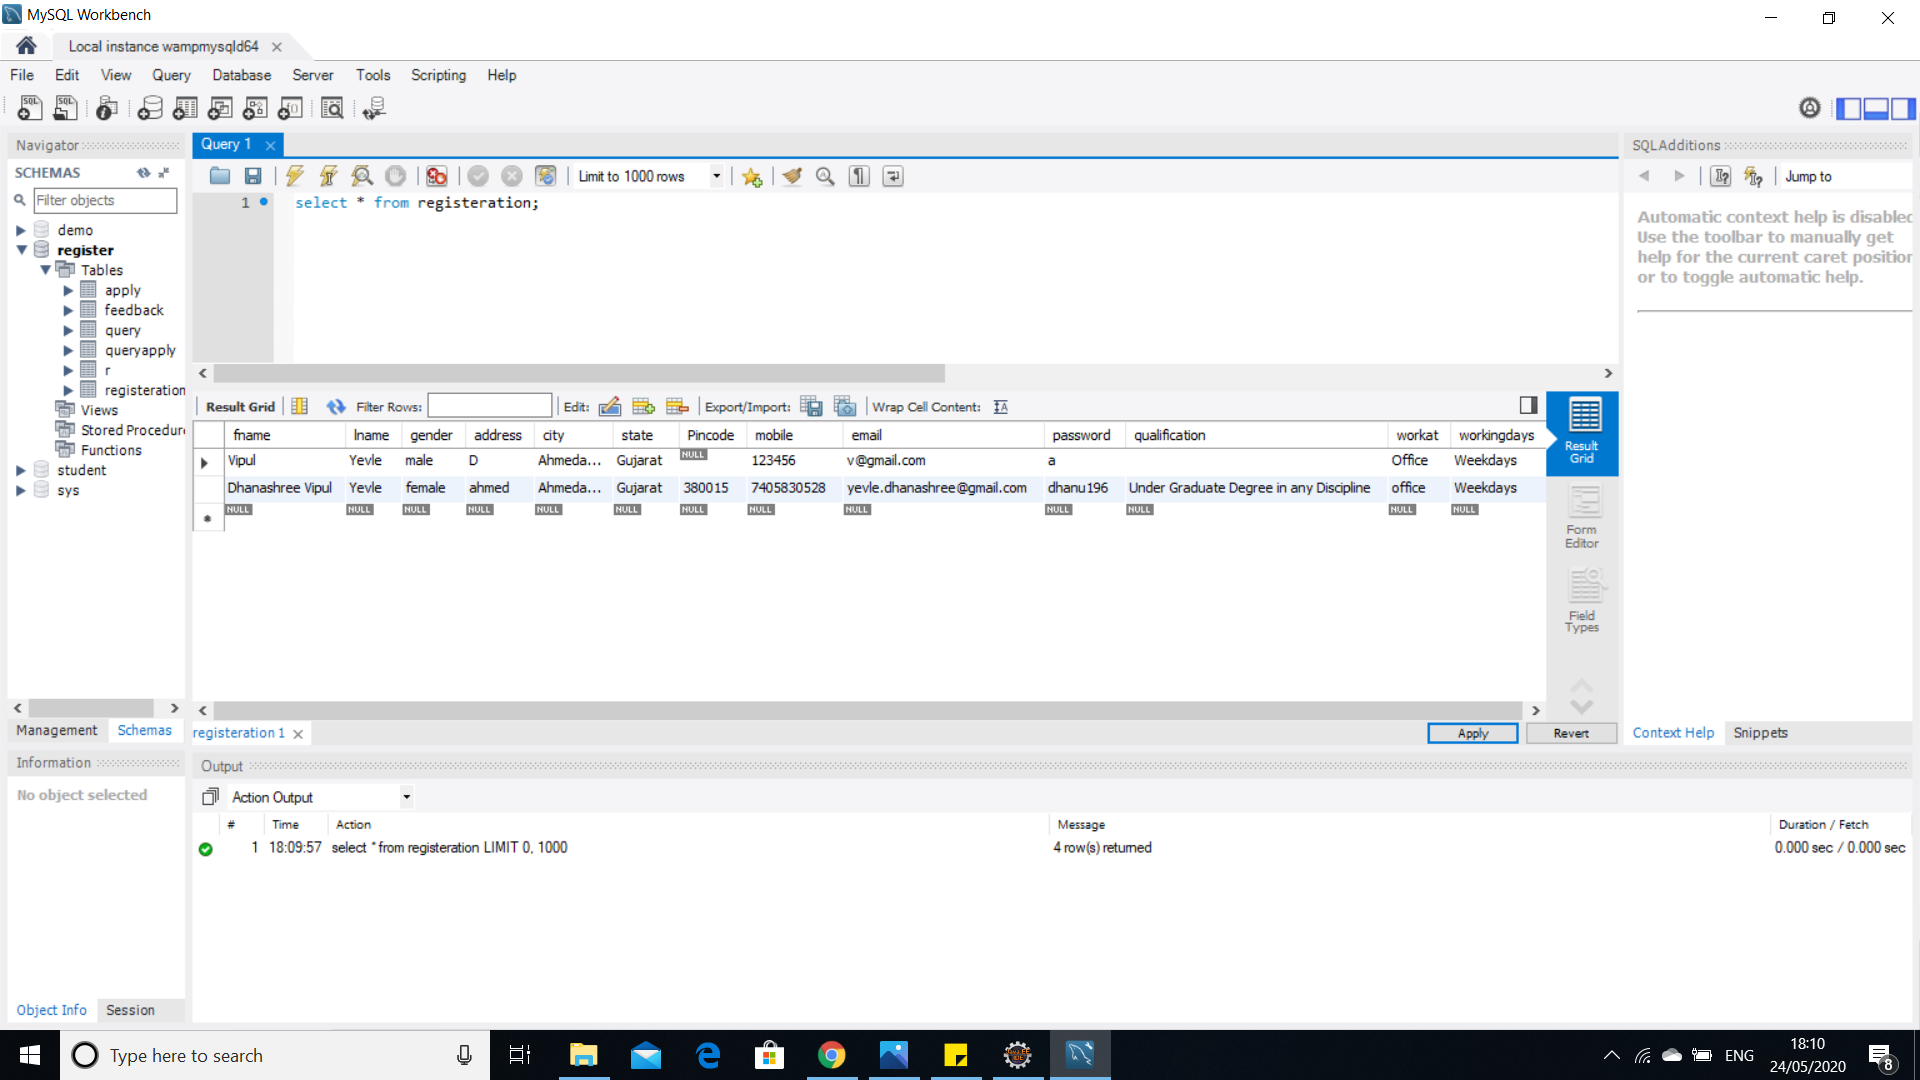 MySQL Workbench
Local instance wampmysqld64
File Edit View Query Database Server Tools Scripting Help
Navigator
SCHEMAS
Filter objects
demo
register
Tables
apply
feedback
query
queryapply
r
registeration
Views
Stored Procedur
Functions
student
sys
Management Schemas
Information
No object selected
Object Info Session
Query 1
Limit to 1000 rows
1 select * from registeration;
Result Grid Filter Rows: Edit: Export/Import: Wrap Cell Content:
fname lname gender address city state Pincode mobile email password qualification workat workingdays
Vipul Yevle male D Ahmeda... Gujarat NULL 123456 v@gmail.com a Office Weekdays
Dhanashree Vipul Yevle female ahmed Ahmeda... Gujarat 380015 7405830528 yevle.dhanashree@gmail.com dhanu196 Under Graduate Degree in any Discipline office Weekdays
NULL NULL NULL NULL NULL NULL NULL NULL NULL NULL NULL NULL NULL
Result
Grid
Form
Editor
Field
Types
registeration 1
Apply Revert
SQLAdditions
Jump to
Automatic context help is disabled
Use the toolbar to manually get
help for the current caret position
or to toggle automatic help.
Context Help Snippets
Output
Action Output
# Time Action Message Duration / Fetch
1 18:09:57 select * from registeration LIMIT 0, 1000 4 row(s) returned 0.000 sec / 0.000 sec
Type here to search
ENG
18:10
24/05/2020
8